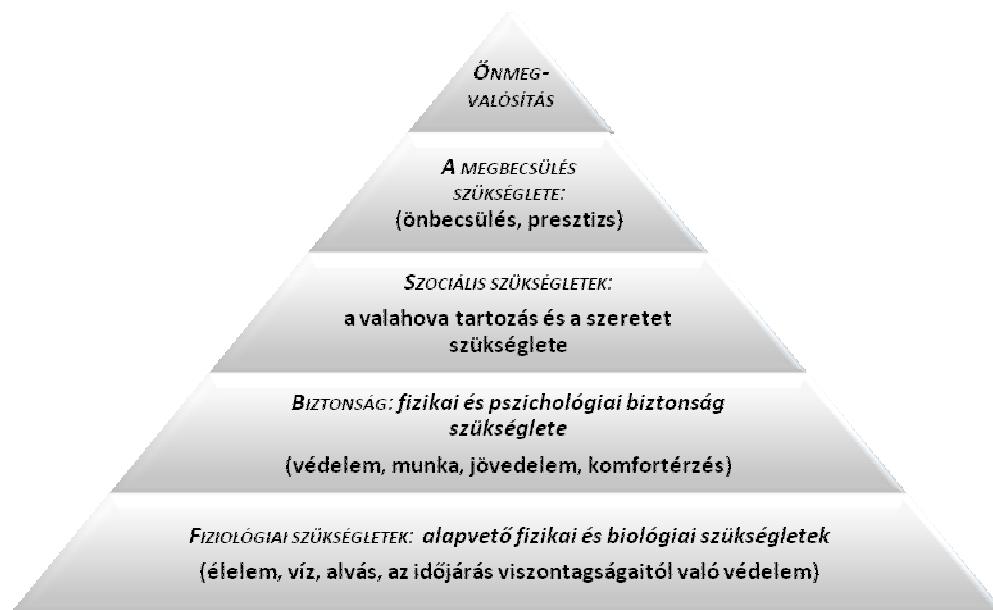 ÖNMEG-
VALÓSÍTÁS
A MEGBECSÜLÉS
SZÜKSÉGLETE:
(önbecsülés, presztizs)
SZOCIÁLIS SZÜKSÉGLETEK:
a valahova tartozás és a szeretet
szükséglete
BIZTONSÁG: fizikai és pszichológiai biztonság
szükséglete
(védelem, munka, jövedelem, komfortérzés)
FIZIOLÓGIAI SZÜKSÉGLETEK: alapvető fizikai és biológiai szükségletek
(élelem, víz, alvás, az időjárás viszontagságaitól való védelem)